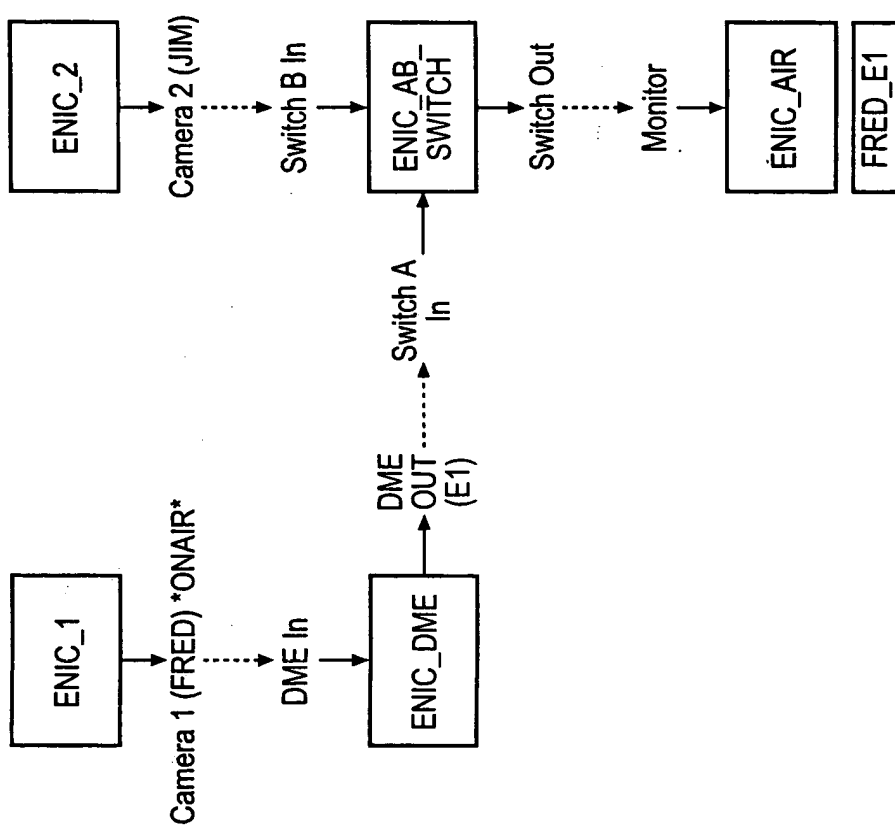 ENIC_1
Camera 1 (FRED) *ONAIR*
DME In
ENIC_DME
DME
OUT
(E1)
Switch A
In
ENIC_2
Camera 2 (JIM)
Switch B In
ENIC_AB_
SWITCH
Switch Out
Monitor
ENIC_AIR
FRED_E1